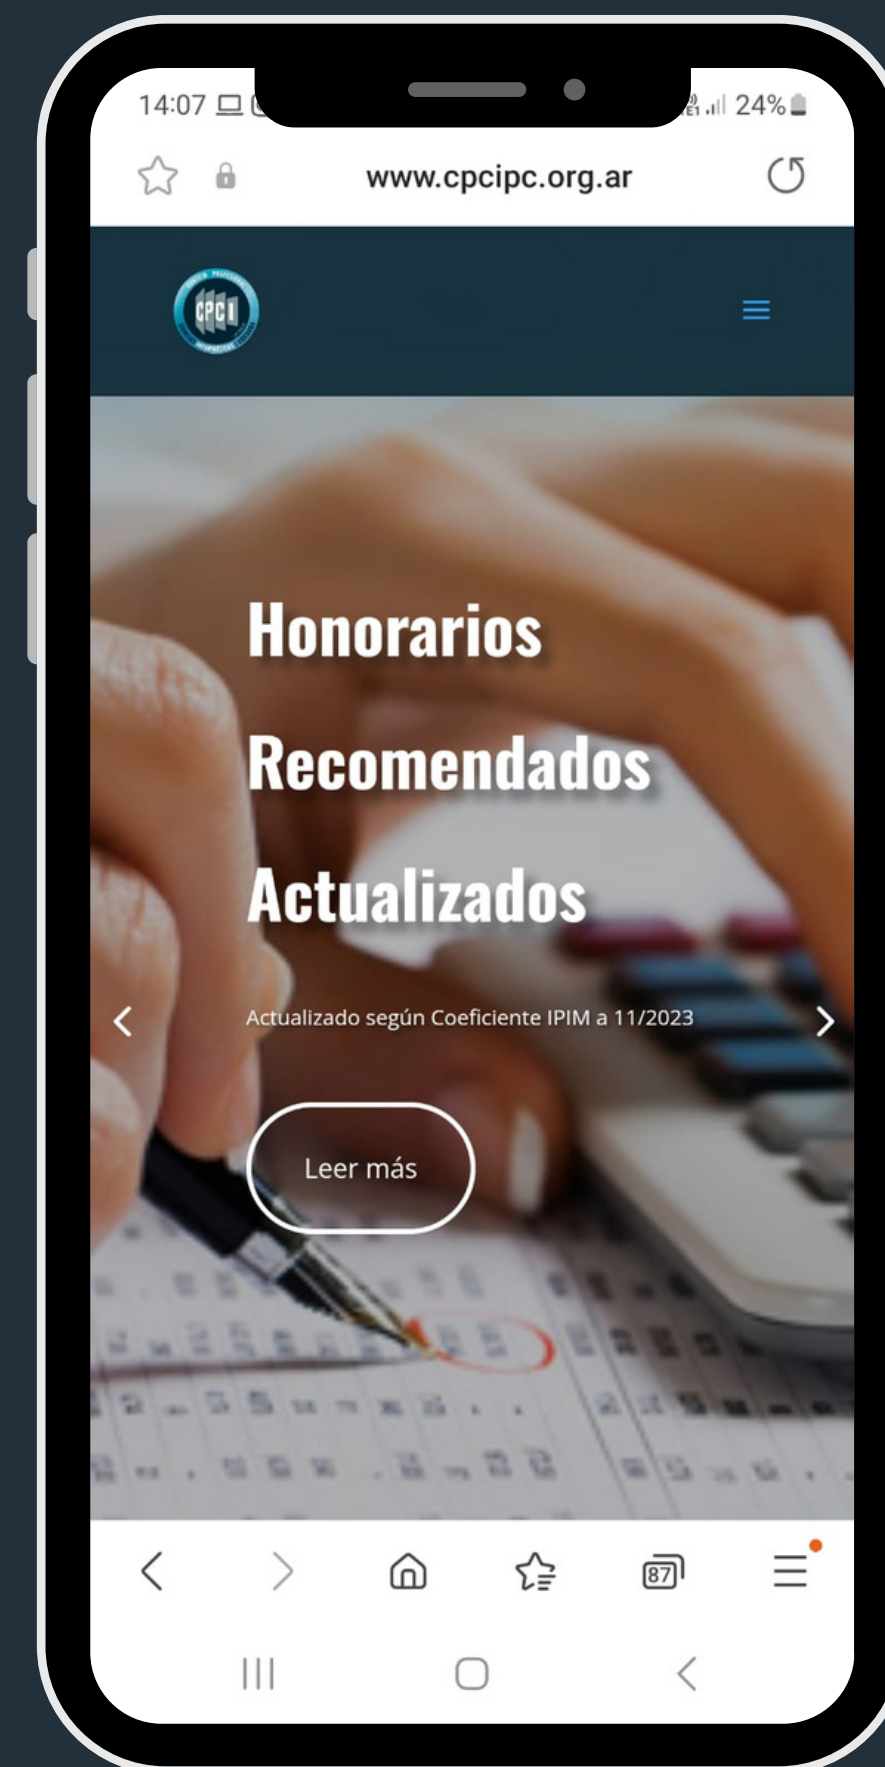 14:07
24%
www.cpcipc.org.ar
CPCI
Honorarios
Recomendados
Actualizados
Actualizado según Coeficiente IPIM a 11/2023
Leer más
87